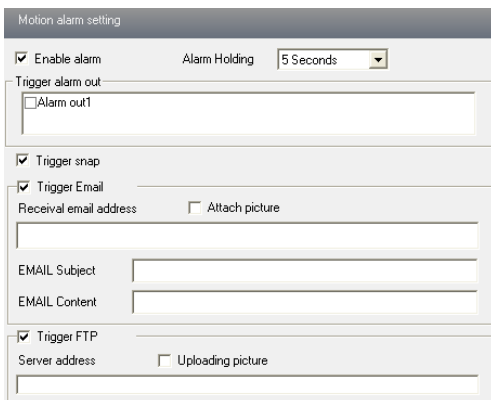 Motion alarm setting
Enable alarm Alarm Holding 5 Seconds
Trigger alarm out
Alarm out1
Trigger snap
Trigger Email
Receival email address Attach picture
EMAIL Subject
EMAIL Content
Trigger FTP
Server address Uploading picture